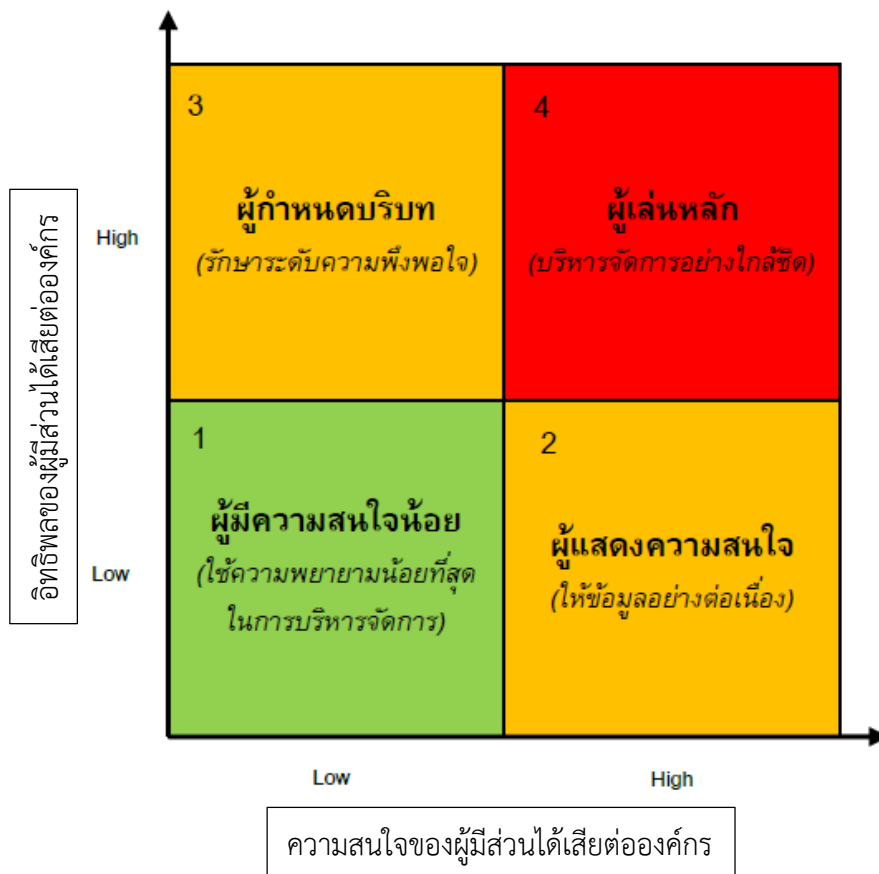 3
ผู้กำหนดบริบท
(รักษาระดับความพึงพอใจ)
4
ผู้เล่นหลัก
(บริหารจัดการอย่างใกล้ชิด)
High
อิทธิพลของผู้มีส่วนได้เสียต่อองค์กร
1
ผู้มีความสนใจน้อย
(ใช้ความพยายามน้อยที่สุด
ในการบริหารจัดการ)
2
ผู้แสดงความสนใจ
(ให้ข้อมูลอย่างต่อเนื่อง)
Low
Low
High
ความสนใจของผู้มีส่วนได้เสียต่อองค์กร